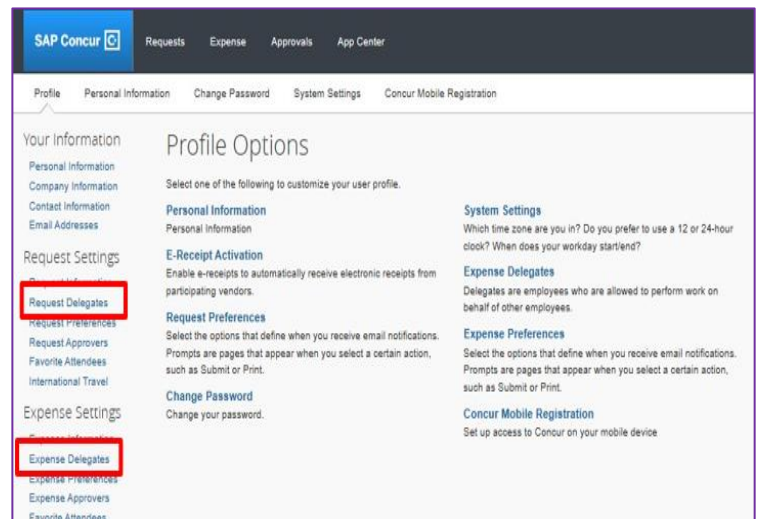 SAP Concur C
Requests Expense Approvals App Center
Profile Personal Information Change Password System Settings Concur Mobile Registration
Your Information
Personal Information
Company Information
Contact Information
Email Addresses
Request Settings
Request Information
Request Delegates
Request Preferences
Request Approvers
Favorite Attendees
International Travel
Expense Settings
Expense Information
Expense Delegates
Expense Preferences
Expense Approvers
Favorite Attendees
Profile Options
Select one of the following to customize your user profile.
Personal Information
Personal Information
E-Receipt Activation
Enable e-receipts to automatically receive electronic receipts from
participating vendors.
Request Preferences
Select the options that define when you receive email notifications.
Prompts are pages that appear when you select a certain action,
such as Submit or Print.
Change Password
Change your password.
System Settings
Which time zone are you in? Do you prefer to use a 12 or 24-hour
clock? When does your workday start/end?
Expense Delegates
Delegates are employees who are allowed to perform work on
behalf of other employees.
Expense Preferences
Select the options that define when you receive email notifications.
Prompts are pages that appear when you select a certain action,
such as Submit or Print.
Concur Mobile Registration
Set up access to Concur on your mobile device